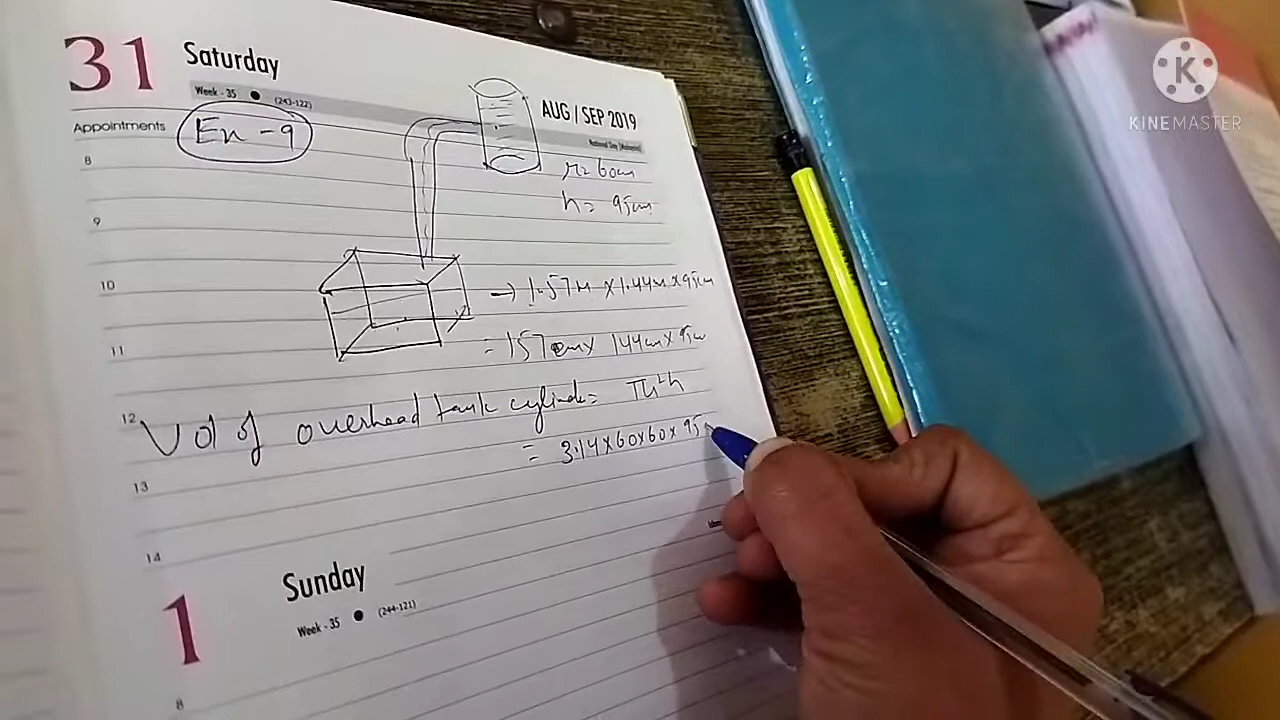 31 Saturday
Week - 35 ● (243-122)
AUG / SEP 2019
Appointments
En - 9
8
r = 60cm
h = 95cm
9
10
→ 1.57m x 1.44m x 95cm
11
= 157cm x 144cm x 95cm
12
Vol of overhead tank cylinder = πr²h
= 3.14 x 60 x 60 x 95
13
14
1 Sunday
Week - 35 ● (244-121)
8
K
KINEMASTER